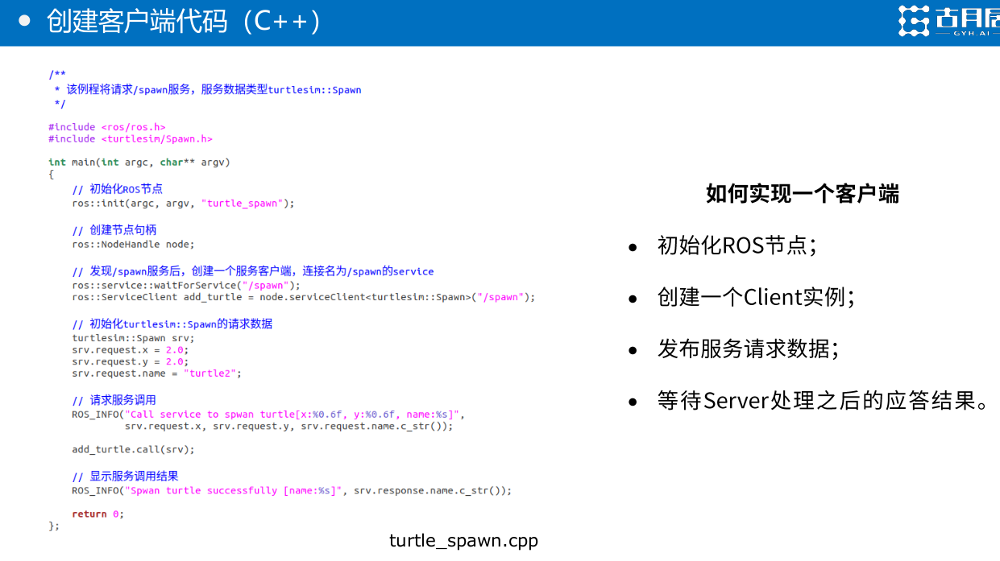 • 创建客户端代码（C++）
古月居
GYH.AI
/**
 * 该例程将请求/spawn服务，服务数据类型turtlesim::Spawn
 */
#include <ros/ros.h>
#include <turtlesim/Spawn.h>
int main(int argc, char** argv)
{
    // 初始化ROS节点
    ros::init(argc, argv, "turtle_spawn");
    // 创建节点句柄
    ros::NodeHandle node;
    // 发现/spawn服务后，创建一个服务客户端，连接名为/spawn的service
    ros::service::waitForService("/spawn");
    ros::ServiceClient add_turtle = node.serviceClient<turtlesim::Spawn>("/spawn");
    // 初始化turtlesim::Spawn的请求数据
    turtlesim::Spawn srv;
    srv.request.x = 2.0;
    srv.request.y = 2.0;
    srv.request.name = "turtle2";
    // 请求服务调用
    ROS_INFO("Call service to spwan turtle[x:%0.6f, y:%0.6f, name:%s]",
             srv.request.x, srv.request.y, srv.request.name.c_str());
    add_turtle.call(srv);
    // 显示服务调用结果
    ROS_INFO("Spwan turtle successfully [name:%s]", srv.response.name.c_str());
    return 0;
};
turtle_spawn.cpp
如何实现一个客户端
• 初始化ROS节点；
• 创建一个Client实例；
• 发布服务请求数据；
• 等待Server处理之后的应答结果。